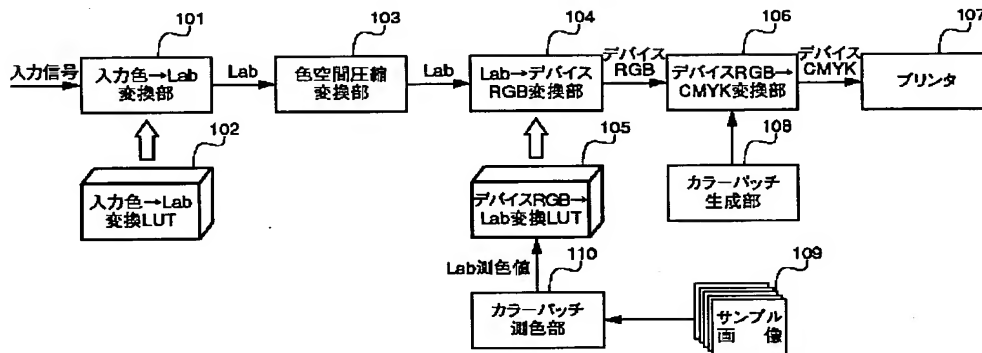 101
103
104
106
107
入力信号
入力色→Lab
変換部
Lab
色空間圧縮
変換部
Lab
Lab→デバイス
RGB変換部
デバイス
RGB
デバイスRGB→
CMYK変換部
デバイス
CMYK
プリンタ
102
入力色→Lab
変換LUT
105
デバイスRGB→
Lab変換LUT
108
カラーパッチ
生成部
Lab測色値
110
カラーパッチ
測色部
109
サンプル
画像